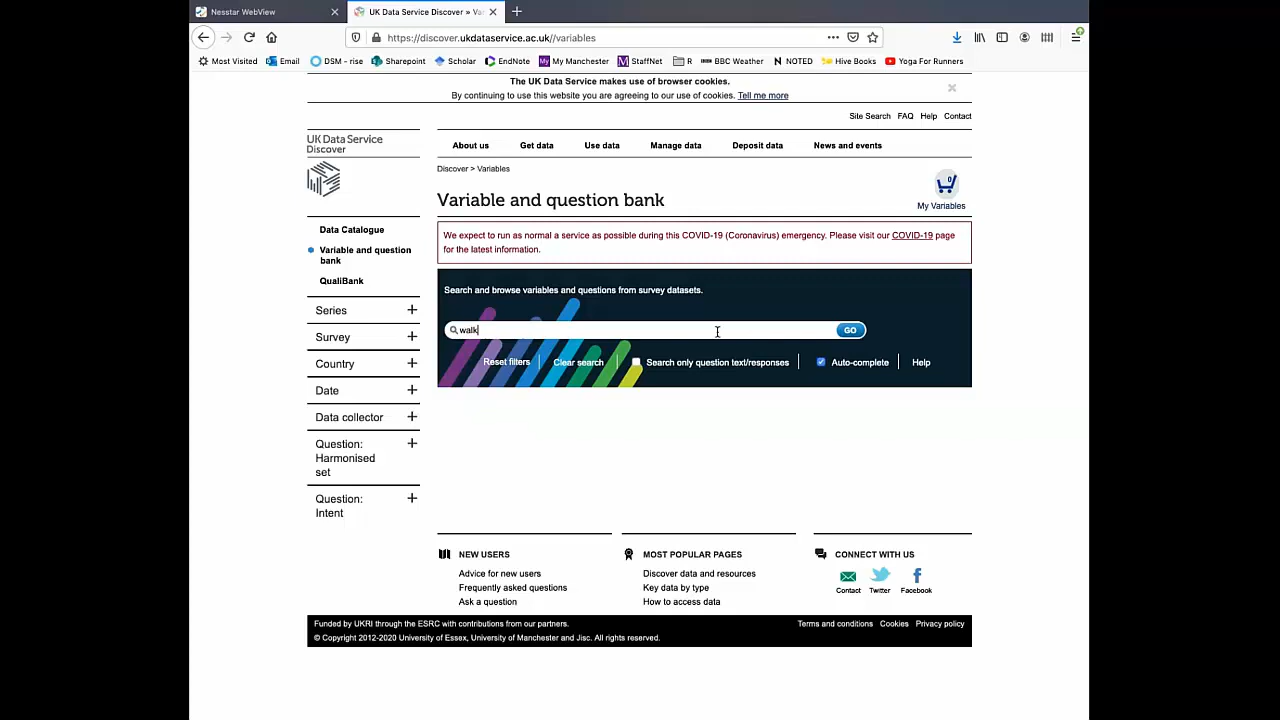 Nesstar WebView
UK Data Service Discover » Va
https://discover.ukdataservice.ac.uk//variables
Most Visited Email DSM - rise Sharepoint Scholar EndNote My Manchester StaffNet R BBC Weather NOTED Hive Books Yoga For Runners
The UK Data Service makes use of browser cookies.
By continuing to use this website you are agreeing to our use of cookies. Tell me more
Site Search FAQ Help Contact
UK Data Service
Discover
About us Get data Use data Manage data Deposit data News and events
Discover > Variables
Variable and question bank
0
My Variables
Data Catalogue
Variable and question
bank
QualiBank
Series +
Survey +
Country +
Date +
Data collector +
Question: +
Harmonised
set
Question: +
Intent
We expect to run as normal a service as possible during this COVID-19 (Coronavirus) emergency. Please visit our COVID-19 page
for the latest information.
Search and browse variables and questions from survey datasets.
walk
GO
Reset filters Clear search Search only question text/responses Auto-complete Help
NEW USERS
Advice for new users
Frequently asked questions
Ask a question
MOST POPULAR PAGES
Discover data and resources
Key data by type
How to access data
CONNECT WITH US
Contact Twitter Facebook
Funded by UKRI through the ESRC with contributions from our partners.
Terms and conditions Cookies Privacy policy
© Copyright 2012-2020 University of Essex, University of Manchester and Jisc. All rights reserved.